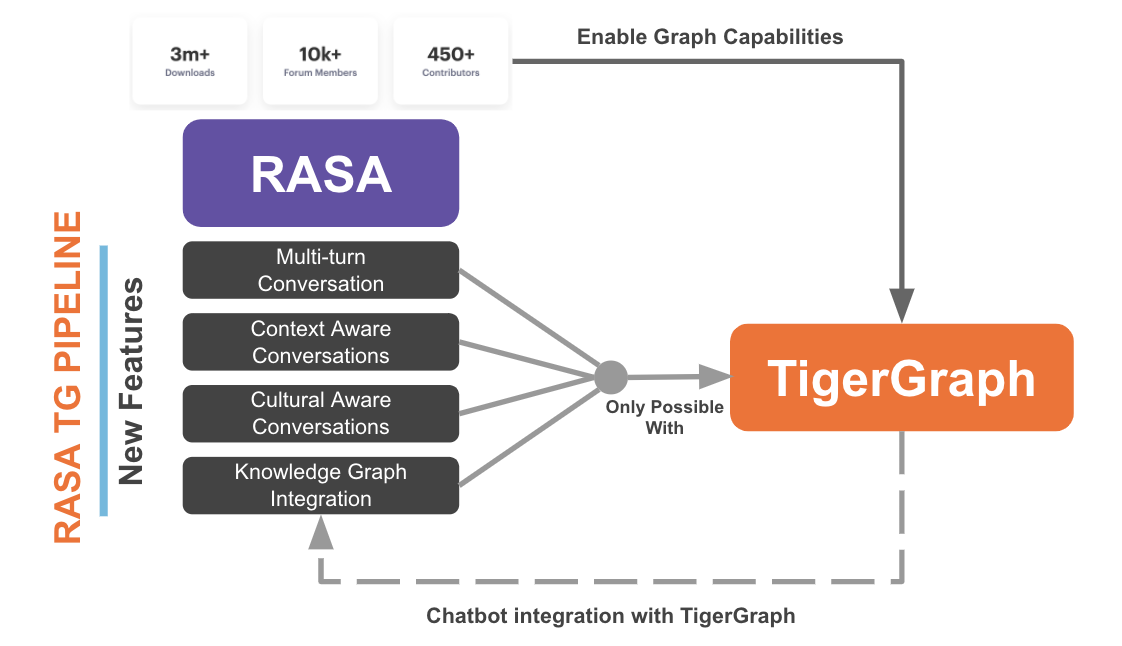 3m+
Downloads
10k+
Forum Members
450+
Contributors
Enable Graph Capabilities
RASA
RASA TG PIPELINE
New Features
Multi-turn
Conversation
Context Aware
Conversations
Cultural Aware
Conversations
Knowledge Graph
Integration
Only Possible
With
TigerGraph
Chatbot integration with TigerGraph